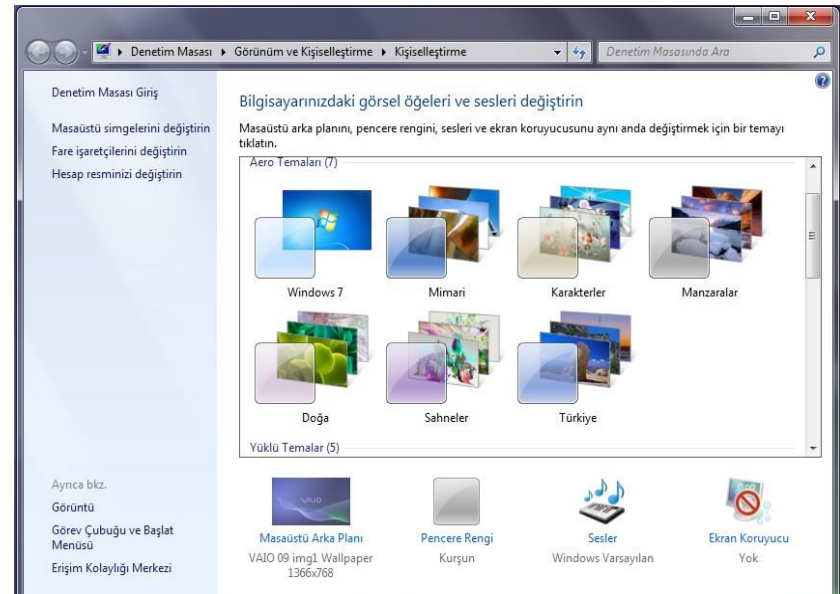 Denetim Masası ▸ Görünüm ve Kişiselleştirme ▸ Kişiselleştirme
Denetim Masasında Ara
Denetim Masası Giriş
Masaüstü simgelerini değiştirin
Fare işaretçilerini değiştirin
Hesap resminizi değiştirin
Bilgisayarınızdaki görsel öğeleri ve sesleri değiştirin
Masaüstü arka planını, pencere rengini, sesleri ve ekran koruyucusunu aynı anda değiştirmek için bir temayı
tıklatın.
Aero Temaları (7)
Windows 7
Mimari
Karakterler
Manzaralar
Doğa
Sahneler
Türkiye
Yüklü Temalar (5)
Ayrıca bkz.
Görüntü
Görev Çubuğu ve Başlat
Menüsü
Erişim Kolaylığı Merkezi
VAIO
Masaüstü Arka Planı
VAIO 09 img1 Wallpaper
1366x768
Pencere Rengi
Kurşun
Sesler
Windows Varsayılan
Ekran Koruyucu
Yok